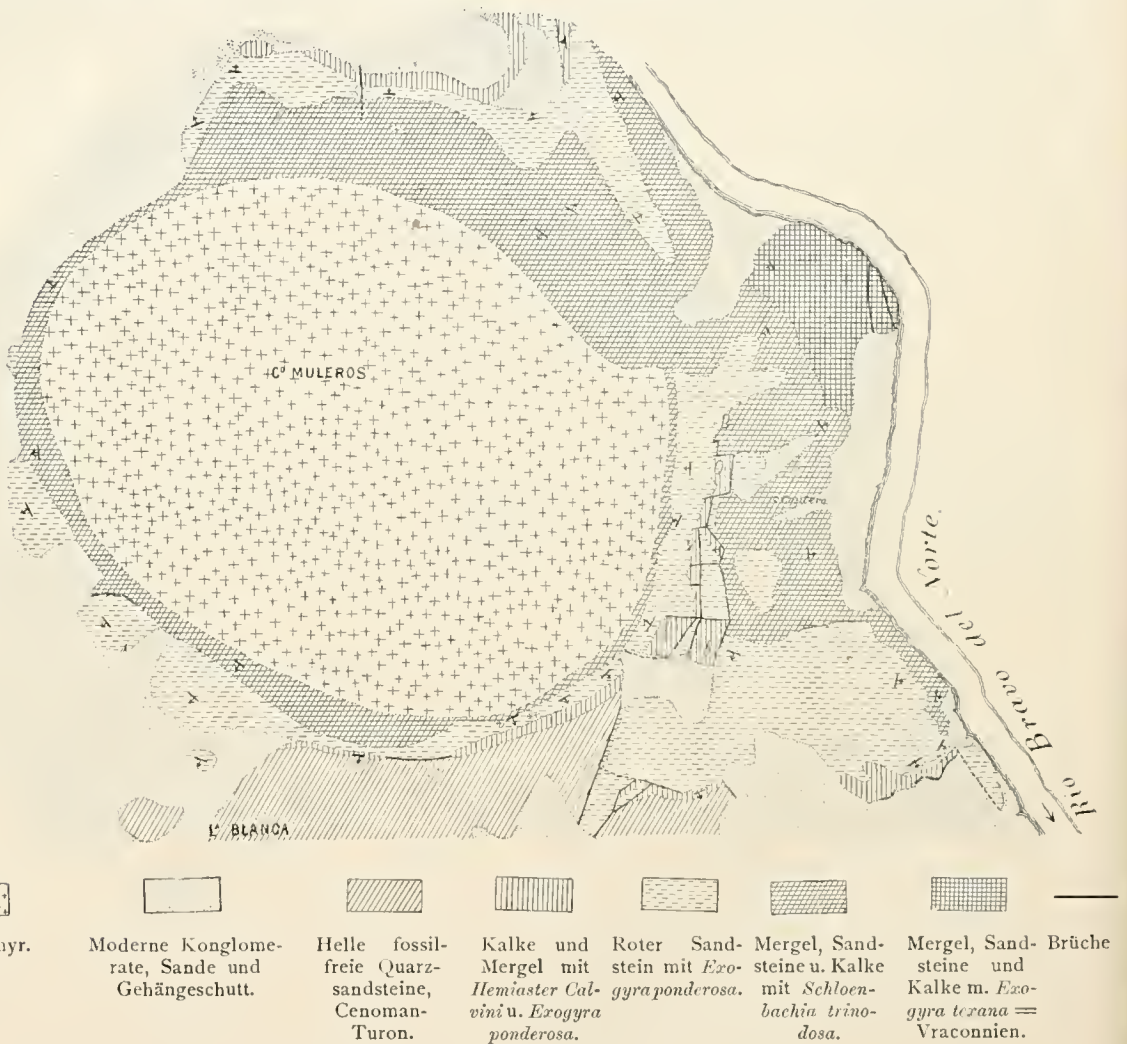 Cº MULEROS
Cantera
Rio Bravo del Norte.
Lª BLANCA
hyr.
Moderne Konglome-
rate, Sande und
Gehängeschutt.
Helle fossil-
freie Quarz-
sandsteine,
Cenoman-
Turon.
Kalke und
Mergel mit
Hemiaster Cal-
vini u. Exogyra
ponderosa.
Roter Sand-
stein mit Exo-
gyra ponderosa.
Mergel, Sand-
steine u. Kalke
mit Schloen-
bachia trino-
dosa.
Mergel, Sand-
steine und
Kalke m. Exo-
gyra texana =
Vraconnien.
Brüche